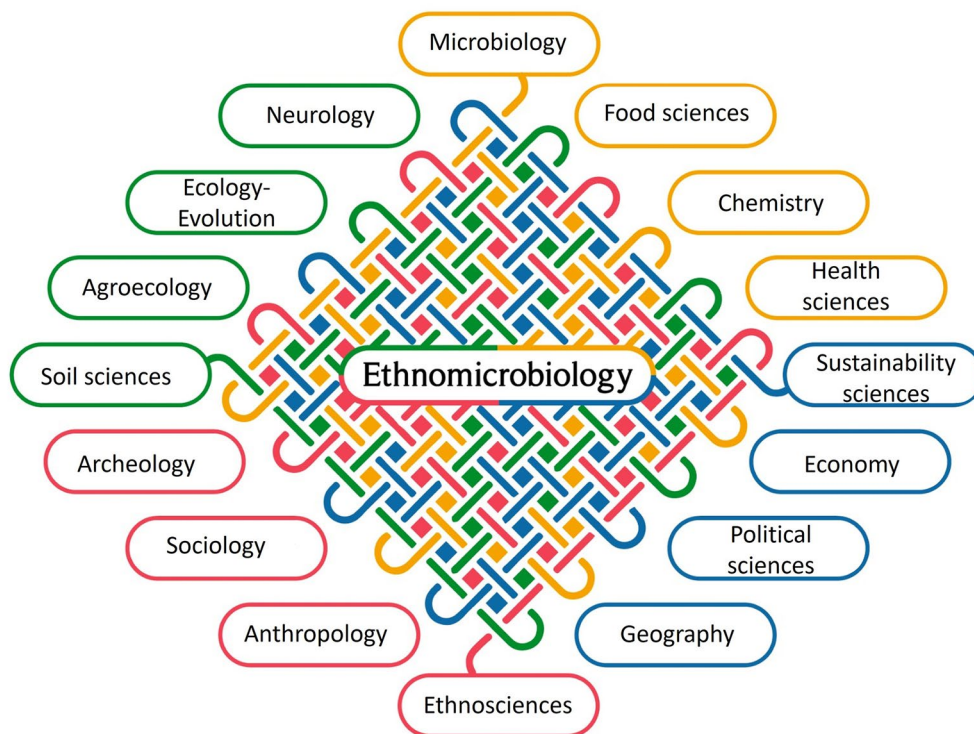 Microbiology
Neurology
Food sciences
Ecology-
Evolution
Chemistry
Agroecology
Health
sciences
Soil sciences
Ethnomicrobiology
Sustainability
sciences
Archeology
Economy
Sociology
Political
sciences
Anthropology
Geography
Ethnosciences